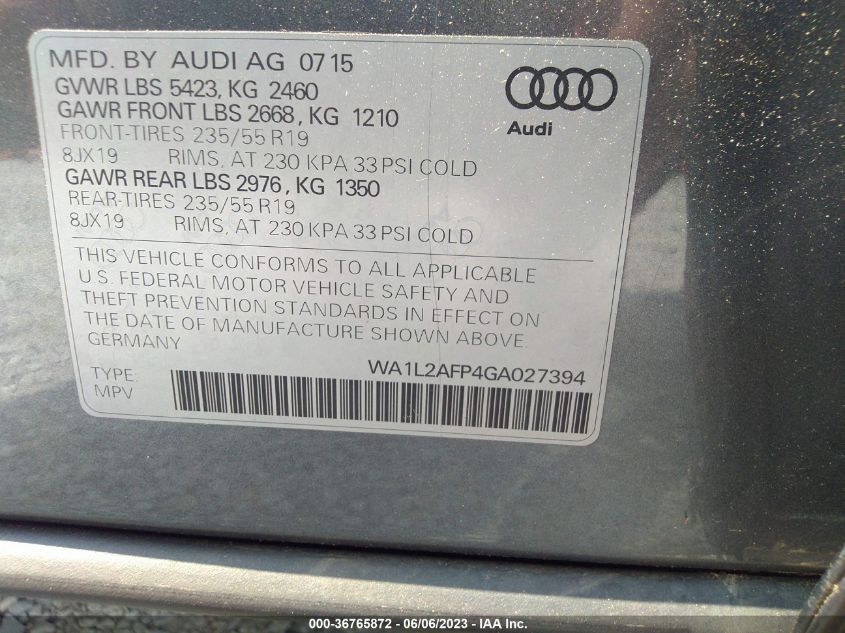 MFD. BY AUDI AG 0715
GVWR LBS 5423, KG 2460
GAWR FRONT LBS 2668, KG 1210
FRONT-TIRES 235/55 R19
8JX19 RIMS, AT 230 KPA 33 PSI COLD
GAWR REAR LBS 2976, KG 1350
REAR-TIRES 235/55 R19
8JX19 RIMS, AT 230 KPA 33 PSI COLD
Audi
THIS VEHICLE CONFORMS TO ALL APPLICABLE
U.S. FEDERAL MOTOR VEHICLE SAFETY AND
THEFT PREVENTION STANDARDS IN EFFECT ON
THE DATE OF MANUFACTURE SHOWN ABOVE.
GERMANY
TYPE: WA1L2AFP4GA027394
MPV
000-36765872 - 06/06/2023 - IAA Inc.